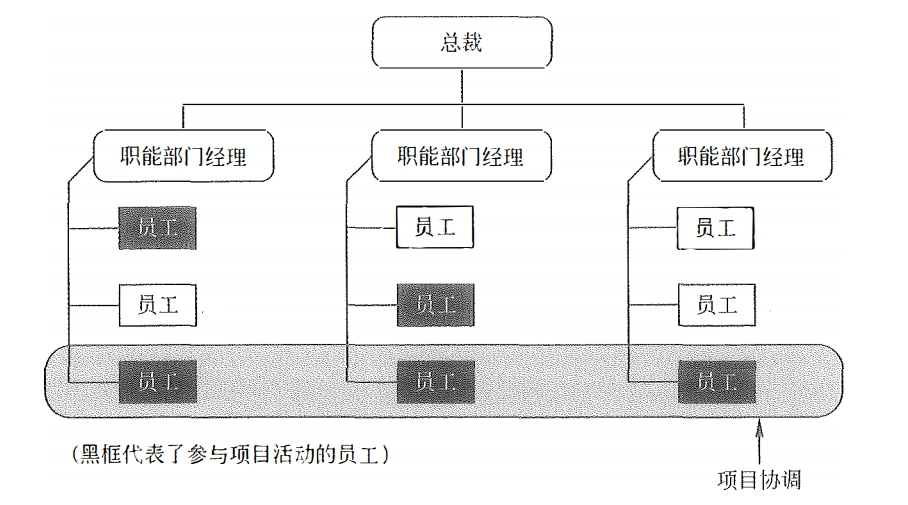 总裁
职能部门经理 职能部门经理 职能部门经理
员工 员工 员工
员工 员工 员工
员工 员工 员工
（黑框代表了参与项目活动的员工）
项目协调